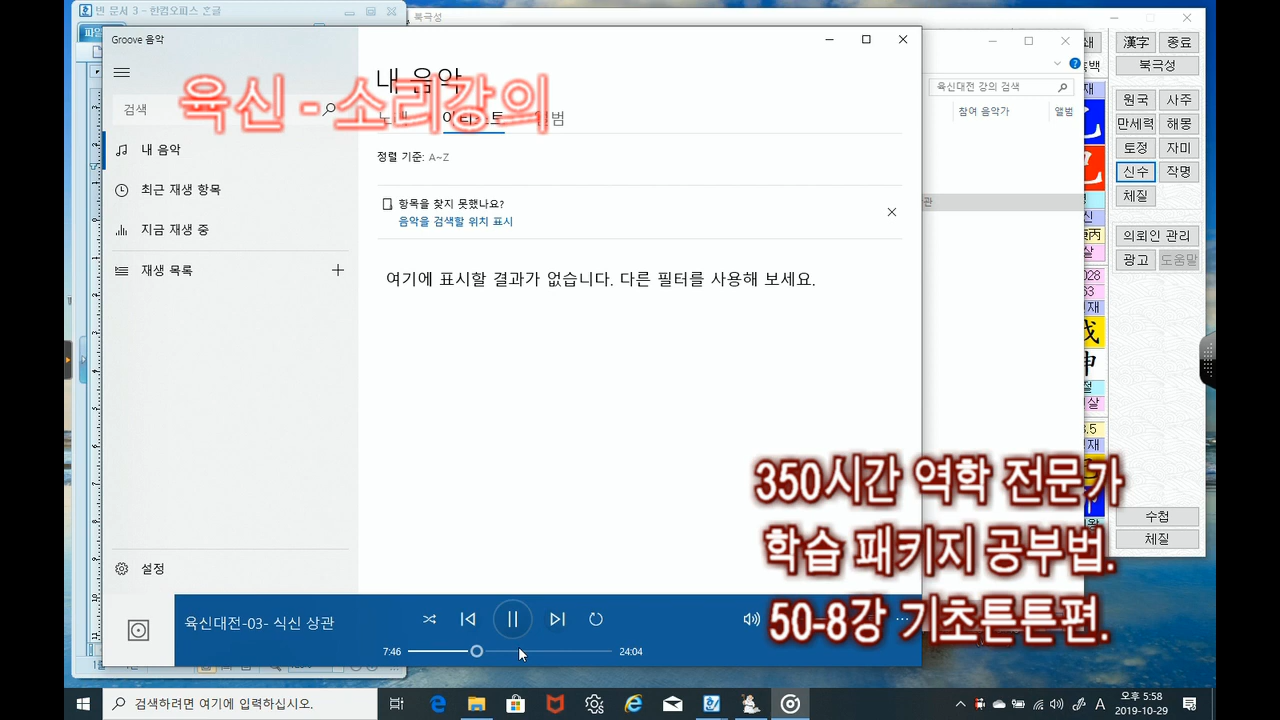 빈 문서 3 - 한컴오피스 한글
북극성
Groove 음악
육신 - 소리강의
내 음악
검색
아티스트
앨범
정렬 기준: A~Z
항목을 찾지 못했나요?
음악을 검색할 위치 표시
여기에 표시할 결과가 없습니다. 다른 필터를 사용해 보세요.
내 음악
최근 재생 항목
지금 재생 중
재생 목록
설정
육신대전 강의 검색
참여 음악가
앨범
漢字
종료
북극성
원국
사주
만세력
해몽
토정
자미
신수
작명
체질
의뢰인 관리
광고
도움말
수첩
체질
350시간 역학 전문가
학습 패키지 공부법.
50-8강 기초튼튼편.
육신대전-03- 식신 상관
7:46
24:04
검색하려면 여기에 입력하십시오.
A
오후 5:58
2019-10-29